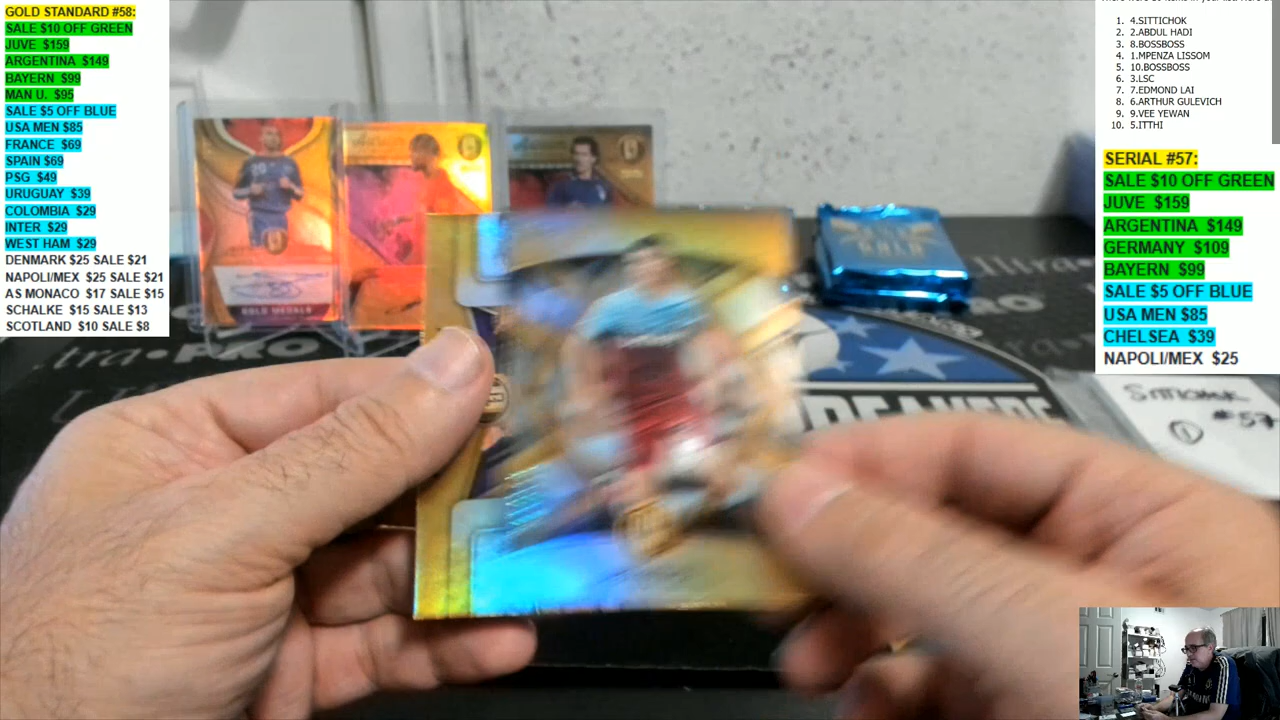 GOLD STANDARD #58:
SALE $10 OFF GREEN
JUVE $159
ARGENTINA $149
BAYERN $99
MAN U. $95
SALE $5 OFF BLUE
USA MEN $85
FRANCE $69
SPAIN $69
PSG $49
URUGUAY $39
COLOMBIA $29
INTER $29
WEST HAM $29
DENMARK $25 SALE $21
NAPOLI/MEX $25 SALE $21
AS MONACO $17 SALE $15
SCHALKE $15 SALE $13
SCOTLAND $10 SALE $8
1. 4.SITTICHOK
2. 2.ABDUL HADI
3. 8.BOSSBOSS
4. 1.MPENZA LISSOM
5. 10.BOSSBOSS
6. 3.LSC
7. 7.EDMOND LAI
8. 6.ARTHUR GULEVICH
9. 9.VEE YEWAN
10. 5.ITTHI
SERIAL #57:
SALE $10 OFF GREEN
JUVE $159
ARGENTINA $149
GERMANY $109
BAYERN $99
SALE $5 OFF BLUE
USA MEN $85
CHELSEA $39
NAPOLI/MEX $25
GOLD MEDALS
SITTICHOK
#57
1